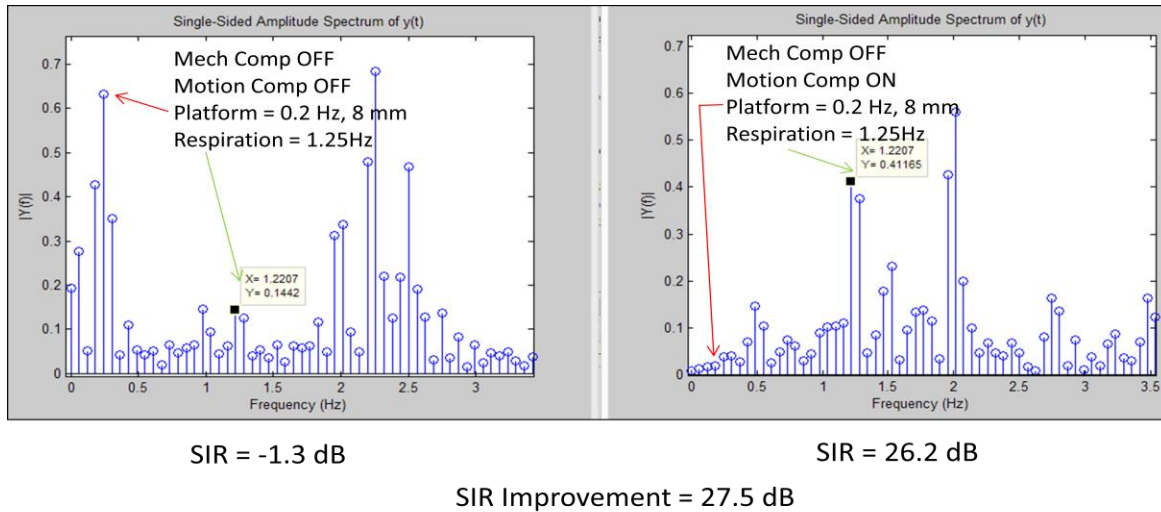 Single-Sided Amplitude Spectrum of y(t)
Mech Comp OFF
Motion Comp OFF
Platform = 0.2 Hz, 8 mm
Respiration = 1.25Hz
X= 1.2207
Y= 0.1442
|Y(f)|
0.7
0.6
0.5
0.4
0.3
0.2
0.1
0
0 0.5 1 1.5 2 2.5 3
Frequency (Hz)
SIR = -1.3 dB
Single-Sided Amplitude Spectrum of y(t)
Mech Comp OFF
Motion Comp ON
Platform = 0.2 Hz, 8 mm
Respiration = 1.25Hz
X= 1.2207
Y= 0.41165
|Y(f)|
0.7
0.6
0.5
0.4
0.3
0.2
0.1
0
0 0.5 1 1.5 2 2.5 3 3.5
Frequency (Hz)
SIR = 26.2 dB
SIR Improvement = 27.5 dB